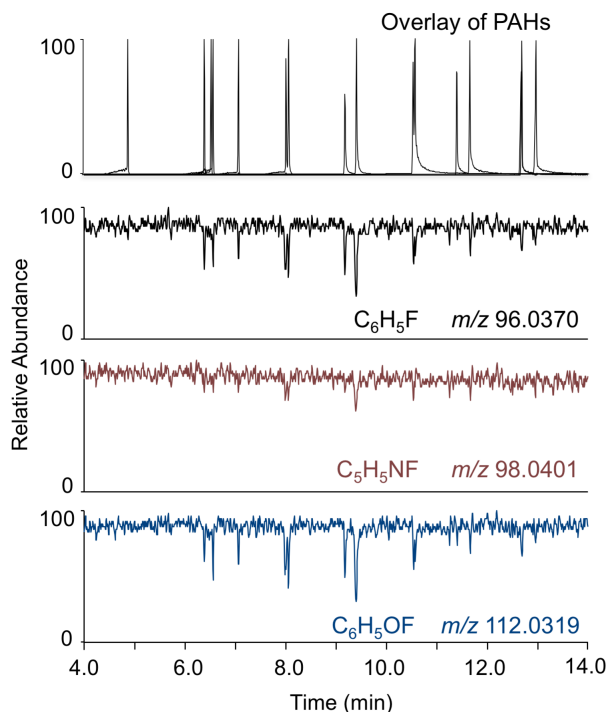 Overlay of PAHs
100
0
100
0
C₆H₅F m/z 96.0370
100
0
C₅H₅NF m/z 98.0401
100
0
C₆H₅OF m/z 112.0319
4.0 6.0 8.0 10.0 12.0 14.0
Time (min)
Relative Abundance